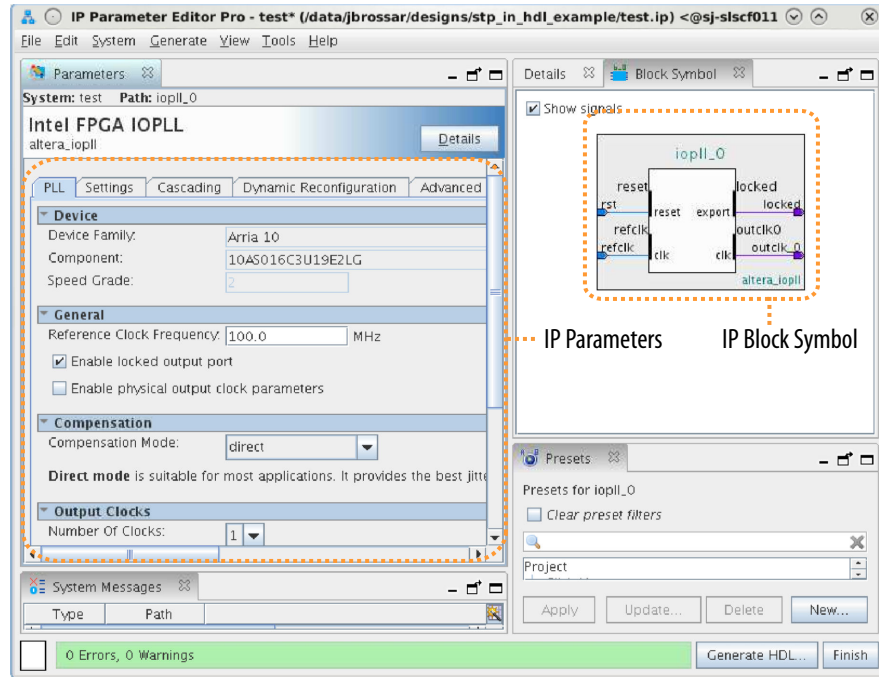 IP Parameter Editor Pro - test* (/data/jbrossar/designs/stp_in_hdl_example/test.ip) <@sj-slscf011
File Edit System Generate View Tools Help
Parameters
System: test Path: iopll_0
Intel FPGA IOPLL
altera_iopll
Details
PLL Settings Cascading Dynamic Reconfiguration Advanced
Device
Device Family: Arria 10
Component: 10AS016C3U19E2LG
Speed Grade: 2
General
Reference Clock Frequency: 100.0 MHz
Enable locked output port
Enable physical output clock parameters
Compensation
Compensation Mode: direct
Direct mode is suitable for most applications. It provides the best jitte
Output Clocks
Number Of Clocks: 1
System Messages
Type Path
0 Errors, 0 Warnings
Details Block Symbol
Show signals
iopll_0
reset locked
rst locked
reset export
refclk outclk0
refclk outclk_0
clk clk
altera_iopll
IP Parameters IP Block Symbol
Presets
Presets for iopll_0
Clear preset filters
Project
Apply Update... Delete New...
Generate HDL... Finish